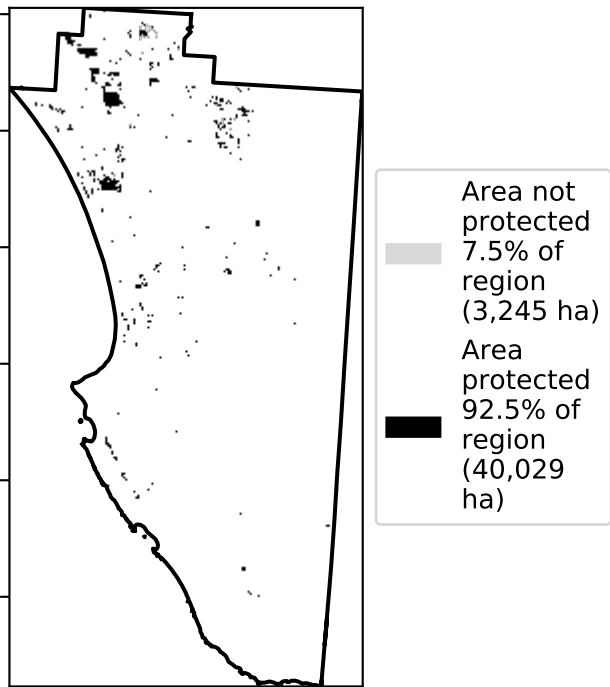 Area not
protected
7.5% of
region
(3,245 ha)
Area
protected
92.5% of
region
(40,029
ha)